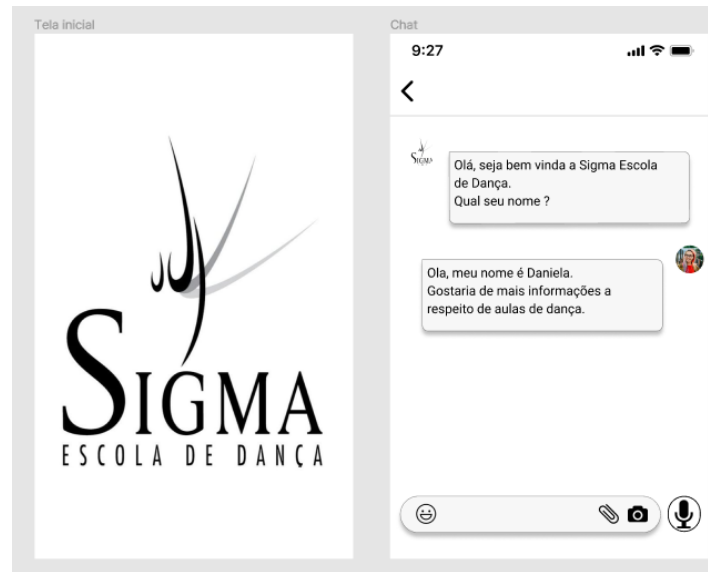 Tela inicial
SIGMA
ESCOLA DE DANÇA
Chat
9:27
SIGMA
Olá, seja bem vinda a Sigma Escola
de Dança.
Qual seu nome ?
Ola, meu nome é Daniela.
Gostaria de mais informações a
respeito de aulas de dança.